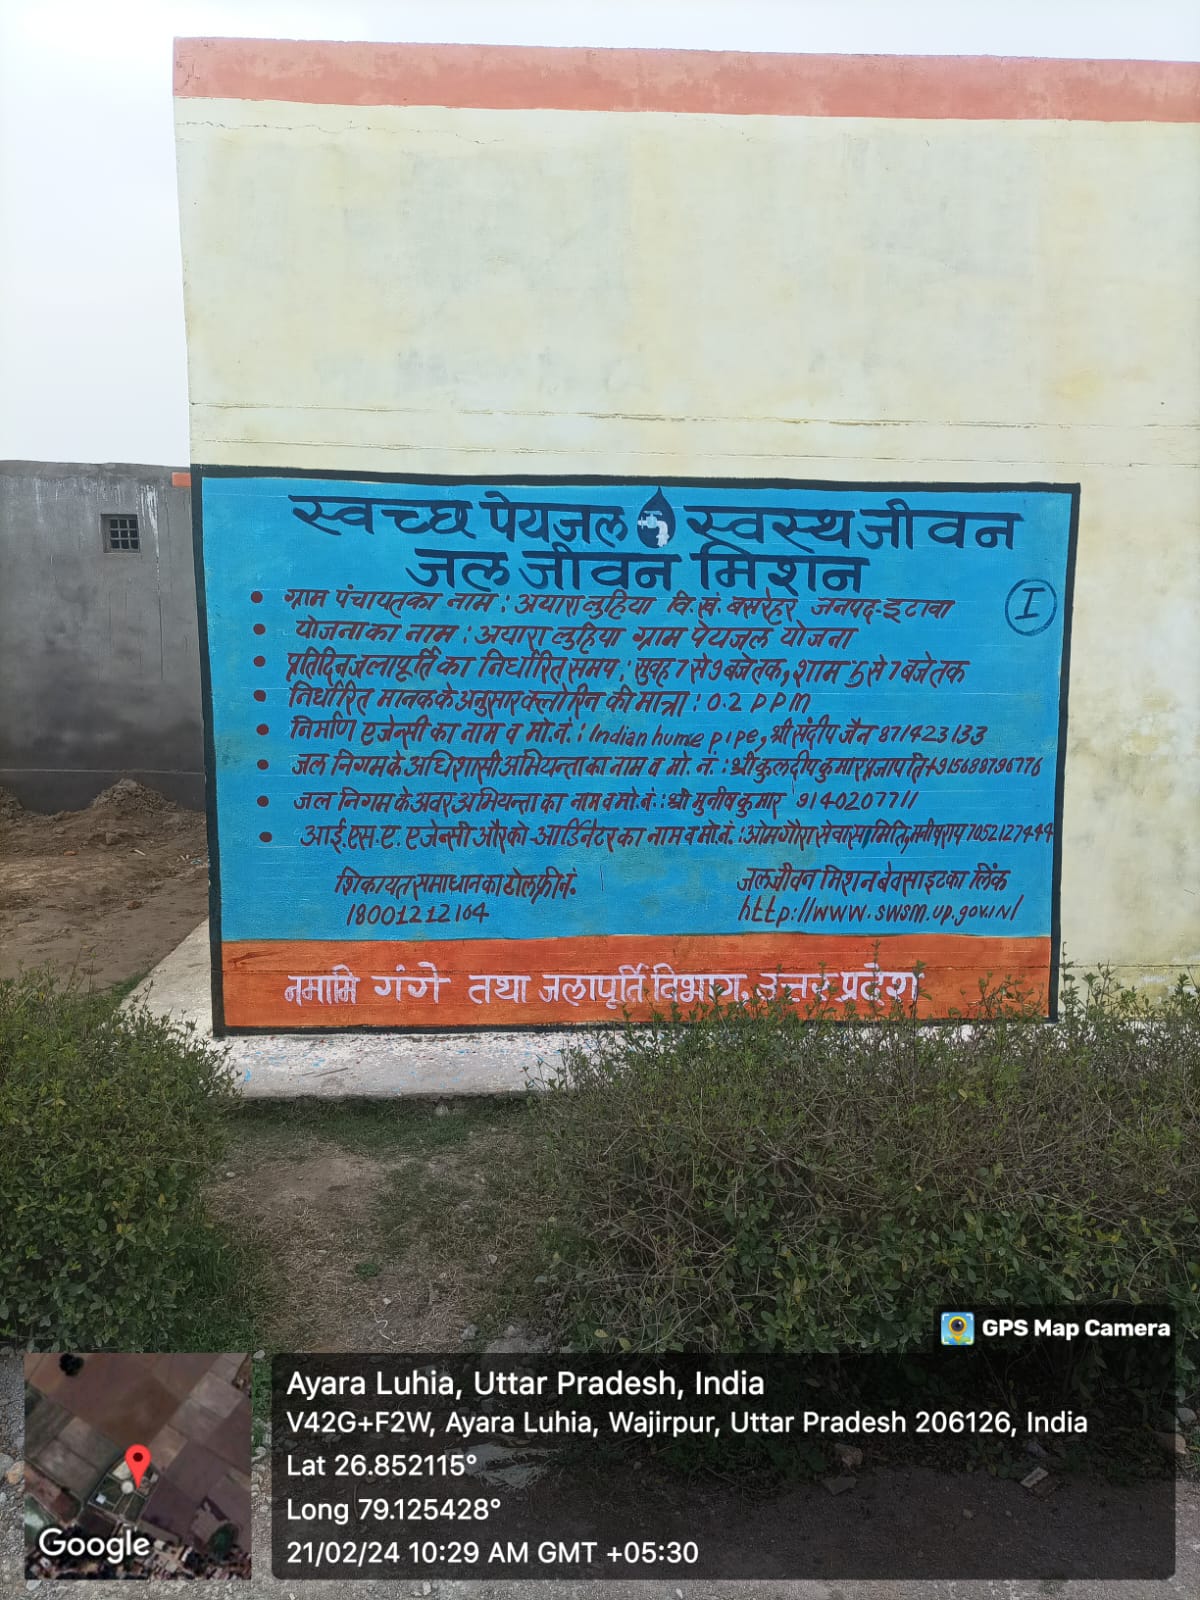 स्वच्छ पेयजल स्वस्थ जीवन
जल जीवन मिशन
I
• ग्राम पंचायत का नाम : अयारा लुहिया वि.खं. बसरेहर जनपद-इटावा
• योजना का नाम : अयारा लुहिया ग्राम पेयजल योजना
• प्रतिदिन जलापूर्ति का निर्धारित समय : सुबह 7 से 9 बजे तक, शाम 5 से 7 बजे तक
• निर्धारित मानक के अनुसार क्लोरिन की मात्रा : 0.2 PPM
• निर्माण एजेन्सी का नाम व मो.नं. : Indian hume pipe, श्री संदीप जैन 871423133
• जल निगम के अधिशासी अभियन्ता का नाम व मो. नं. : श्री कुलदीप कुमार प्रजापति +915688796776
• जल निगम के अवर अभियन्ता का नाम व मो.नं : श्री मुनीष कुमार 9140207711
• आई.एस.ए. एजेन्सी और को-आर्डिनेटर का नाम व मो.नं. : ओम गौरा सेवा समिति, मनीष राय 7052127444
शिकायत समाधान का टोल फ्री नं.
18001212164
जल जीवन मिशन बेवसाइट का लिंक
http://www.swsm.up.gov.in/
नमामि गंगे तथा जलापूर्ति विभाग, उत्तर प्रदेश
GPS Map Camera
Ayara Luhia, Uttar Pradesh, India
V42G+F2W, Ayara Luhia, Wajirpur, Uttar Pradesh 206126, India
Lat 26.852115°
Long 79.125428°
21/02/24 10:29 AM GMT +05:30
Google